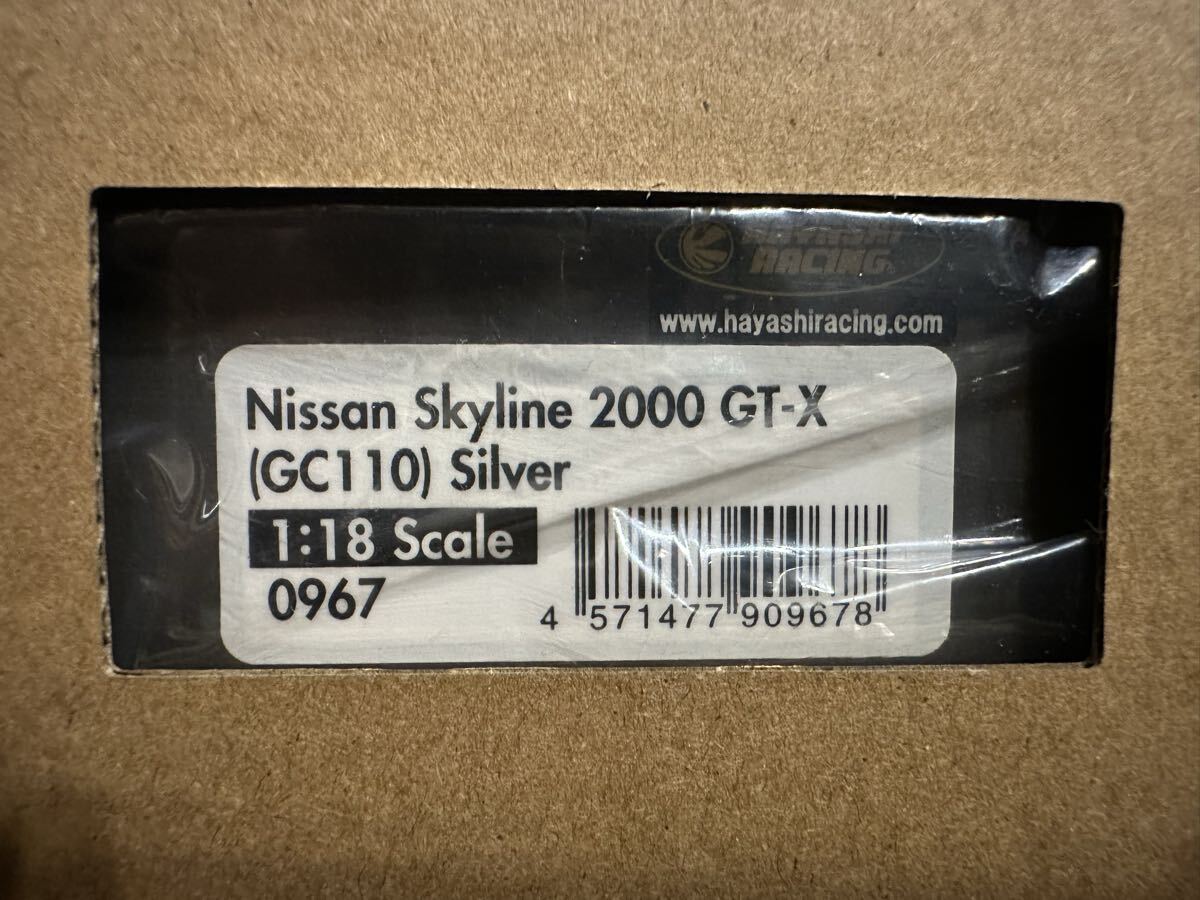 HAYASHI
RACING
www.hayashiracing.com
Nissan Skyline 2000 GT-X
(GC110) Silver
1:18 Scale
0967
4 571477 909678